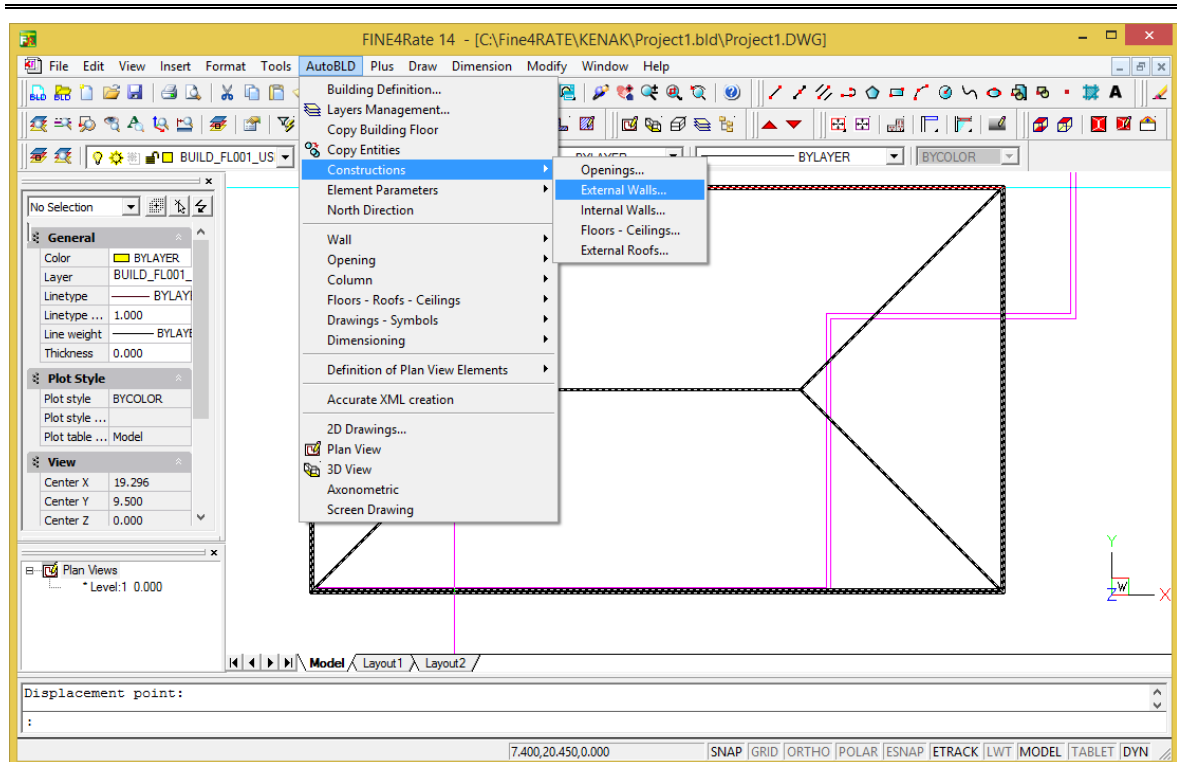 FINE4Rate 14 - [C:\Fine4RATE\KENAK\Project1.bld\Project1.DWG]
File Edit View Insert Format Tools AutoBLD Plus Draw Dimension Modify Window Help
BLD BLD
A
BUILD_FL001_US
BYLAYER
BYLAYER
BYCOLOR
Building Definition...
Layers Management...
Copy Building Floor
Copy Entities
Constructions
Element Parameters
North Direction
Wall
Opening
Column
Floors - Roofs - Ceilings
Drawings - Symbols
Dimensioning
Definition of Plan View Elements
Accurate XML creation
2D Drawings...
Plan View
3D View
Axonometric
Screen Drawing
Openings...
External Walls...
Internal Walls...
Floors - Ceilings...
External Roofs...
No Selection
General
Color BYLAYER
Layer BUILD_FL001_
Linetype BYLAYE
Linetype ... 1.000
Line weight BYLAYE
Thickness 0.000
Plot Style
Plot style BYCOLOR
Plot style ...
Plot table ... Model
View
Center X 19.296
Center Y 9.500
Center Z 0.000
Plan Views
* Level:1 0.000
Y
W
Z X
Model Layout1 Layout2
Displacement point:
:
7.400,20.450,0.000 SNAP GRID ORTHO POLAR ESNAP ETRACK LWT MODEL TABLET DYN